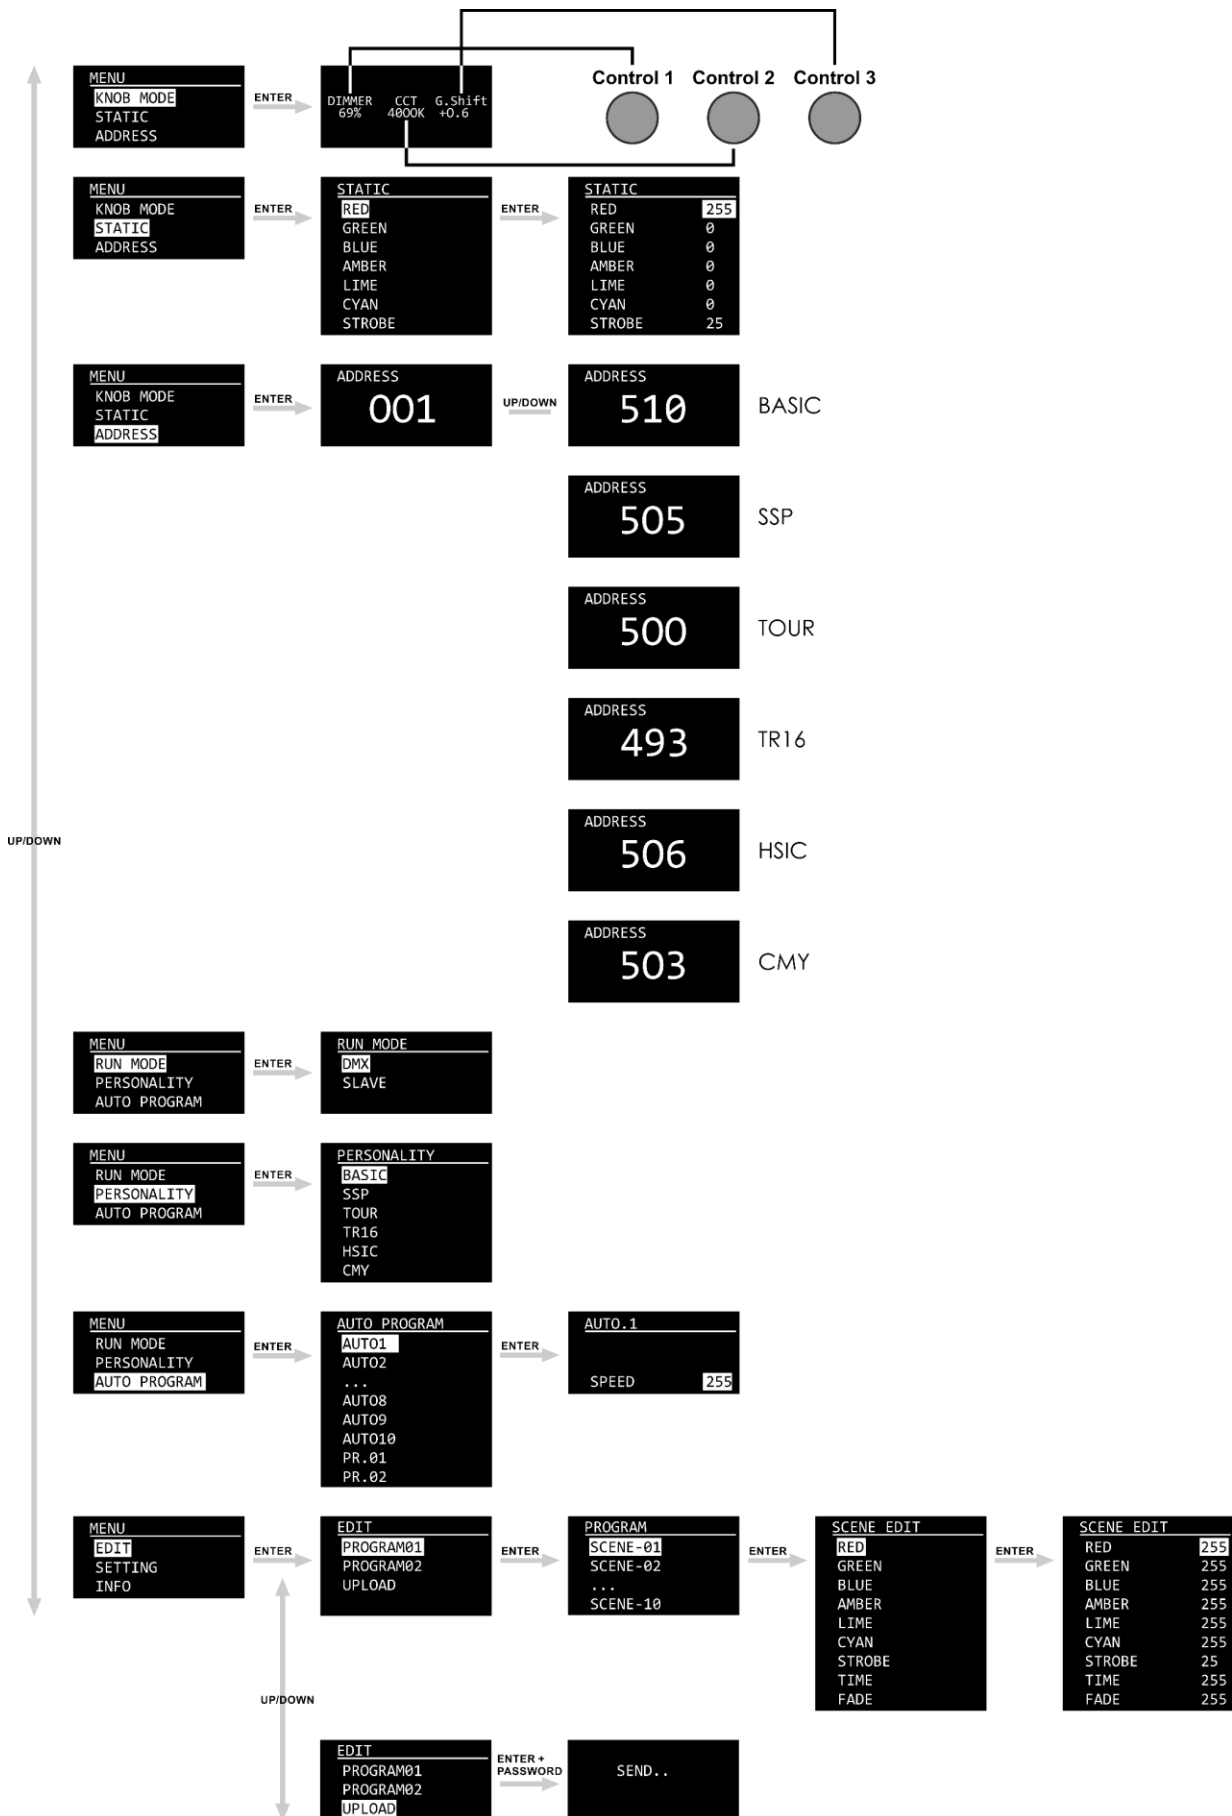 Control 1 Control 2 Control 3
MENU
KNOB MODE
STATIC
ADDRESS
ENTER
DIMMER CCT G.Shift
69% 4000K +0.6
MENU
KNOB MODE
STATIC
ADDRESS
ENTER
STATIC
RED
GREEN
BLUE
AMBER
LIME
CYAN
STROBE
ENTER
STATIC
RED 255
GREEN 0
BLUE 0
AMBER 0
LIME 0
CYAN 0
STROBE 25
MENU
KNOB MODE
STATIC
ADDRESS
ENTER
ADDRESS
001
UP/DOWN
ADDRESS
510
BASIC
ADDRESS
505
SSP
ADDRESS
500
TOUR
ADDRESS
493
TR16
UP/DOWN
ADDRESS
506
HSIC
ADDRESS
503
CMY
MENU
RUN MODE
PERSONALITY
AUTO PROGRAM
ENTER
RUN MODE
DMX
SLAVE
MENU
RUN MODE
PERSONALITY
AUTO PROGRAM
ENTER
PERSONALITY
BASIC
SSP
TOUR
TR16
HSIC
CMY
MENU
RUN MODE
PERSONALITY
AUTO PROGRAM
ENTER
AUTO PROGRAM
AUTO1
AUTO2
...
AUTO8
AUTO9
AUTO10
PR.01
PR.02
ENTER
AUTO.1
SPEED 255
MENU
EDIT
SETTING
INFO
ENTER
EDIT
PROGRAM01
PROGRAM02
UPLOAD
ENTER
PROGRAM
SCENE-01
SCENE-02
...
SCENE-10
ENTER
SCENE EDIT
RED
GREEN
BLUE
AMBER
LIME
CYAN
STROBE
TIME
FADE
ENTER
SCENE EDIT
RED 255
GREEN 255
BLUE 255
AMBER 255
LIME 255
CYAN 255
STROBE 25
TIME 255
FADE 255
UP/DOWN
EDIT
PROGRAM01
PROGRAM02
UPLOAD
ENTER +
PASSWORD
SEND..